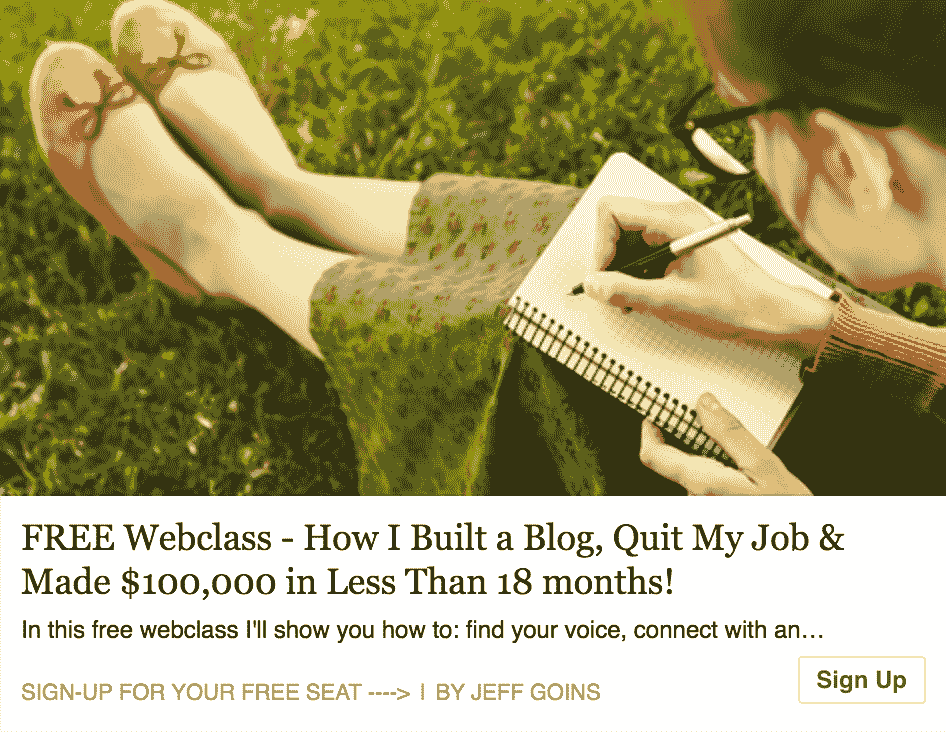 FREE Webclass - How I Built a Blog, Quit My Job &
Made $100,000 in Less Than 18 months!
In this free webclass I'll show you how to: find your voice, connect with an...
SIGN-UP FOR YOUR FREE SEAT ----> | BY JEFF GOINS
Sign Up